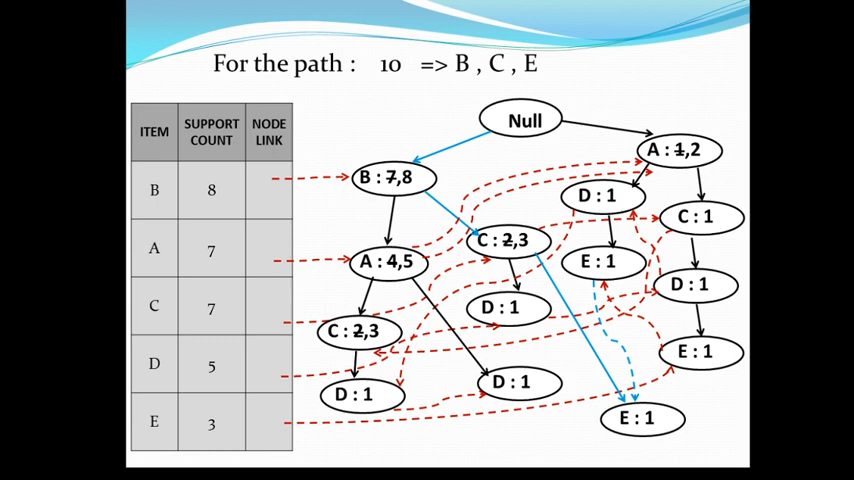 For the path : 10 => B , C , E
ITEM SUPPORT COUNT NODE LINK
B 8
A 7
C 7
D 5
E 3
Null
A : 1,2
B : 7,8
D : 1
C : 1
C : 2,3
A : 4,5
E : 1
D : 1
D : 1
C : 2,3
E : 1
D : 1
D : 1
E : 1